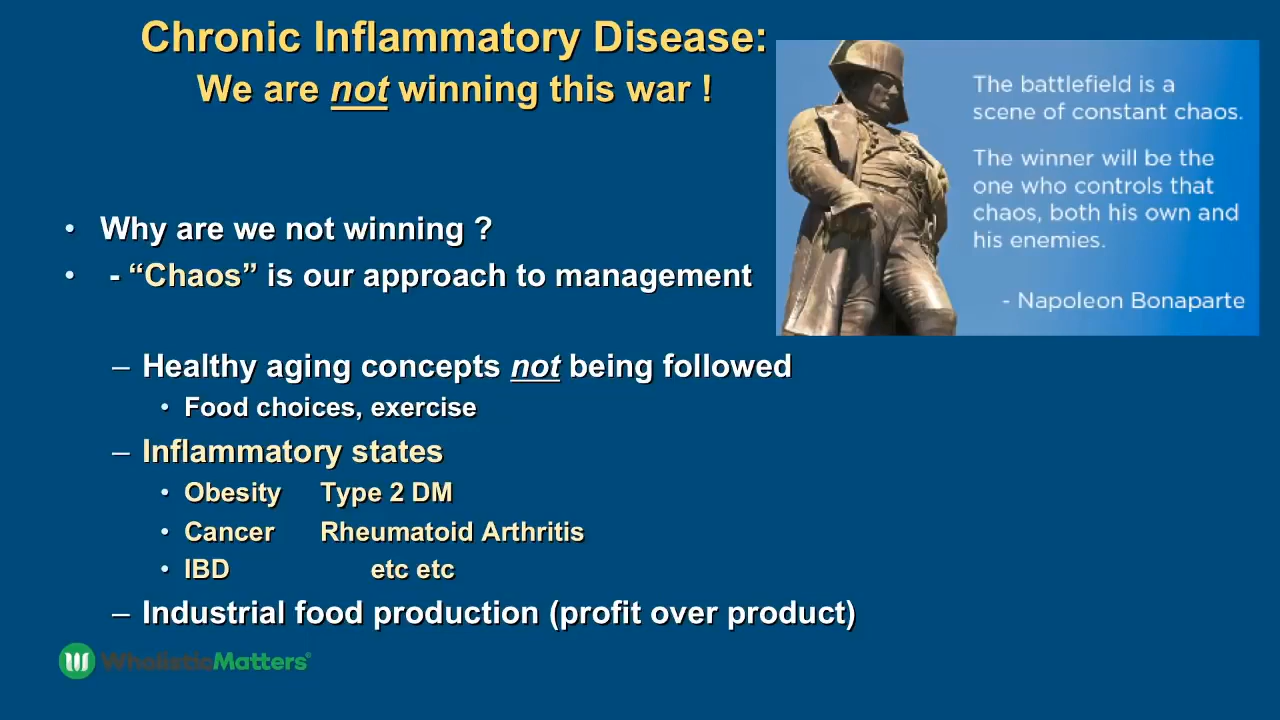 Chronic Inflammatory Disease:
We are not winning this war !
The battlefield is a
scene of constant chaos.
The winner will be the
one who controls that
chaos, both his own and
his enemies.
- Napoleon Bonaparte
• Why are we not winning ?
• - “Chaos” is our approach to management
– Healthy aging concepts not being followed
• Food choices, exercise
– Inflammatory states
• Obesity Type 2 DM
• Cancer Rheumatoid Arthritis
• IBD etc etc
– Industrial food production (profit over product)
WholisticMatters®